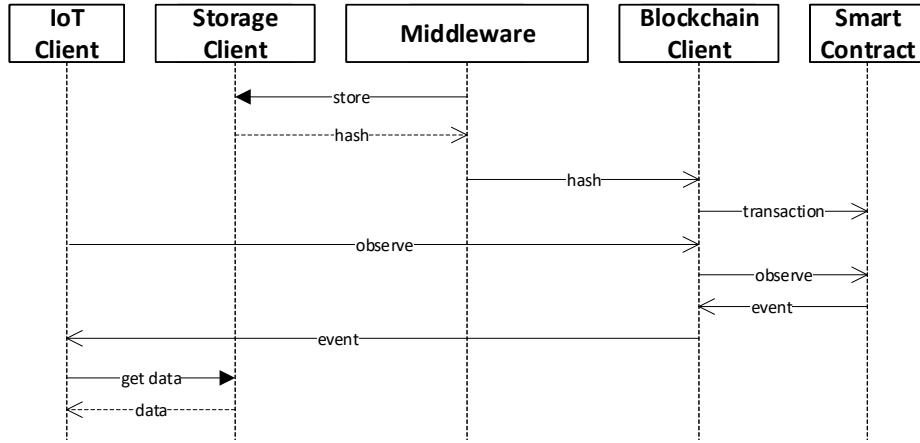 IoT
Client
Storage
Client
Middleware
Blockchain
Client
Smart
Contract
store
hash
hash
transaction
observe
observe
event
event
get data
data